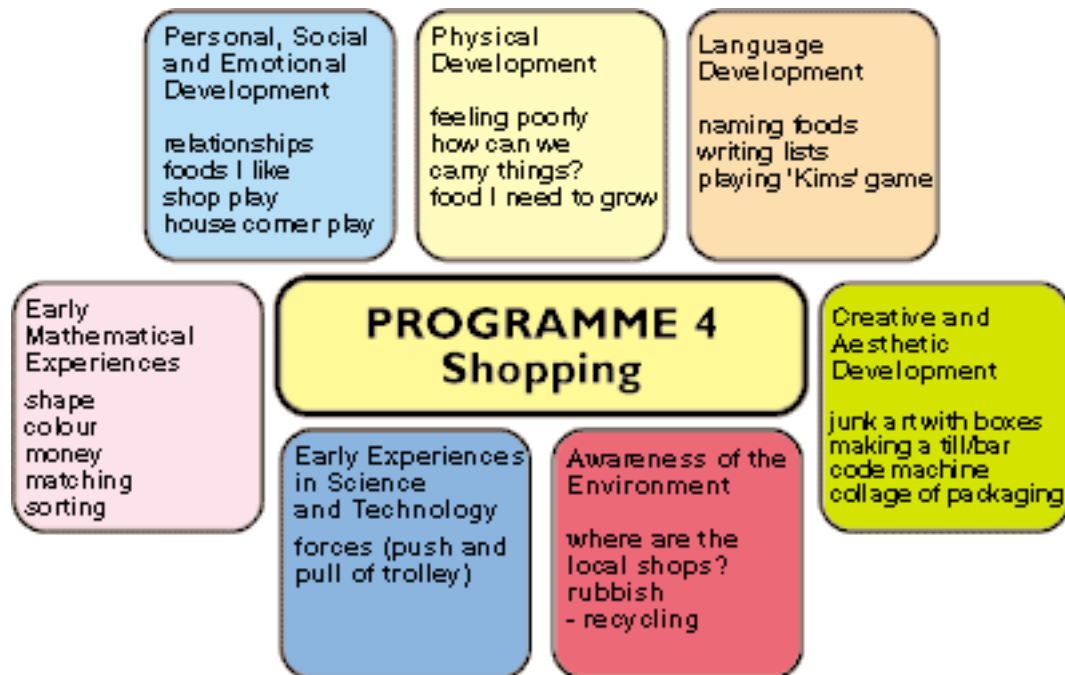 Personal, Social
and Emotional
Development
relationships
foods I like
shop play
house corner play
Physical
Development
feeling poorly
how can we
carry things?
food I need to grow
Language
Development
naming foods
writing lists
playing 'Kims' game
Early
Mathematical
Experiences
shape
colour
money
matching
sorting
PROGRAMME 4
Shopping
Creative and
Aesthetic
Development
junk art with boxes
making a till/bar
code machine
collage of packaging
Early Experiences
in Science
and Technology
forces (push and
pull of trolley)
Awareness of the
Environment
where are the
local shops?
rubbish
- recycling